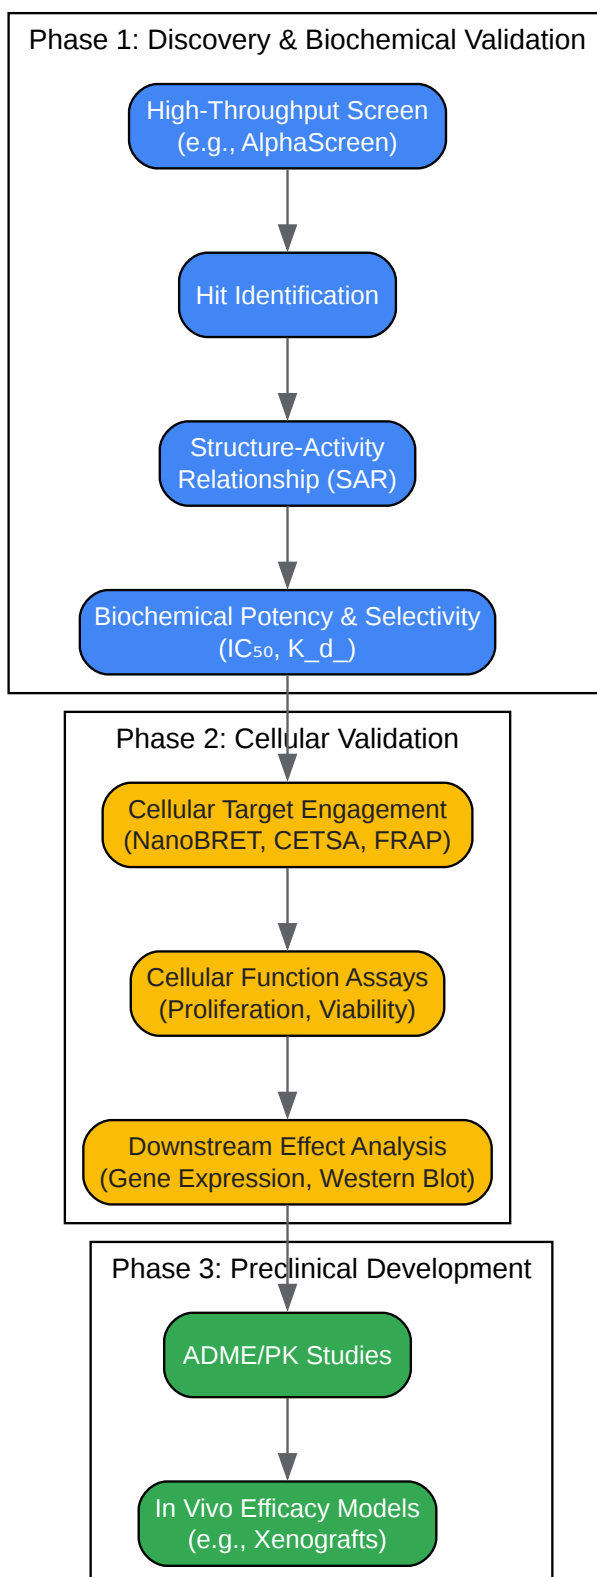 Phase 1: Discovery & Biochemical Validation
High-Throughput Screen
(e.g., AlphaScreen)
Hit Identification
Structure-Activity
Relationship (SAR)
Biochemical Potency & Selectivity
(IC₅₀, K_d_)
Phase 2: Cellular Validation
Cellular Target Engagement
(NanoBRET, CETSA, FRAP)
Cellular Function Assays
(Proliferation, Viability)
Downstream Effect Analysis
(Gene Expression, Western Blot)
Phase 3: Preclinical Development
ADME/PK Studies
In Vivo Efficacy Models
(e.g., Xenografts)